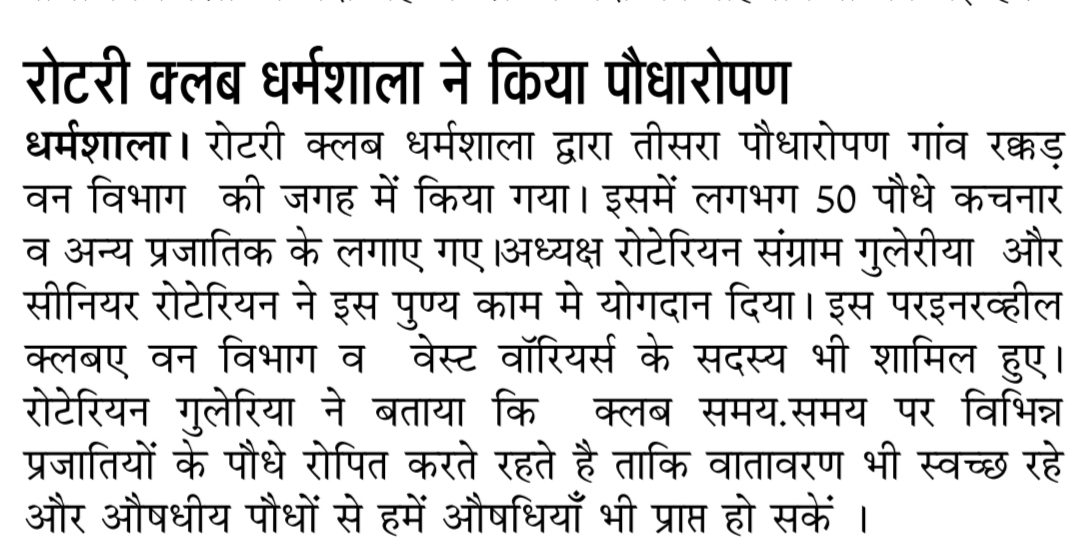 रोटरी क्लब धर्मशाला ने किया पौधारोपण
धर्मशाला। रोटरी क्लब धर्मशाला द्वारा तीसरा पौधारोपण गांव रक्कड़
वन विभाग की जगह में किया गया। इसमें लगभग 50 पौधे कचनार
व अन्य प्रजातिक के लगाए गए।अध्यक्ष रोटेरियन संग्राम गुलेरीया और
सीनियर रोटेरियन ने इस पुण्य काम मे योगदान दिया। इस परइनरव्हील
क्लबए वन विभाग व वेस्ट वॉरियर्स के सदस्य भी शामिल हुए।
रोटेरियन गुलेरिया ने बताया कि क्लब समय.समय पर विभिन्न
प्रजातियों के पौधे रोपित करते रहते है ताकि वातावरण भी स्वच्छ रहे
और औषधीय पौधों से हमें औषधियाँ भी प्राप्त हो सकें ।